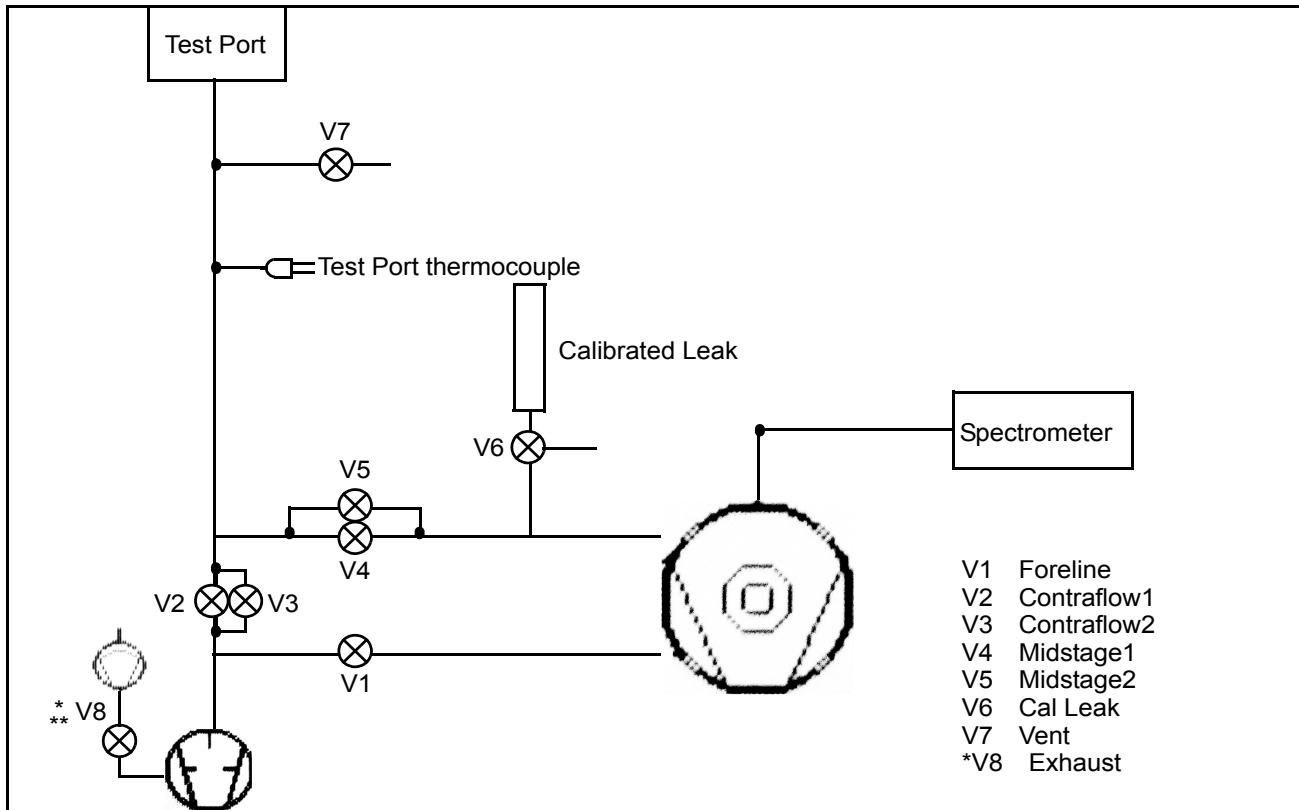 Test Port
V7
Test Port thermocouple
Calibrated Leak
V6
Spectrometer
V5
V4
V2
V3
V1
*
**
V8
V1 Foreline
V2 Contraflow1
V3 Contraflow2
V4 Midstage1
V5 Midstage2
V6 Cal Leak
V7 Vent
*V8 Exhaust